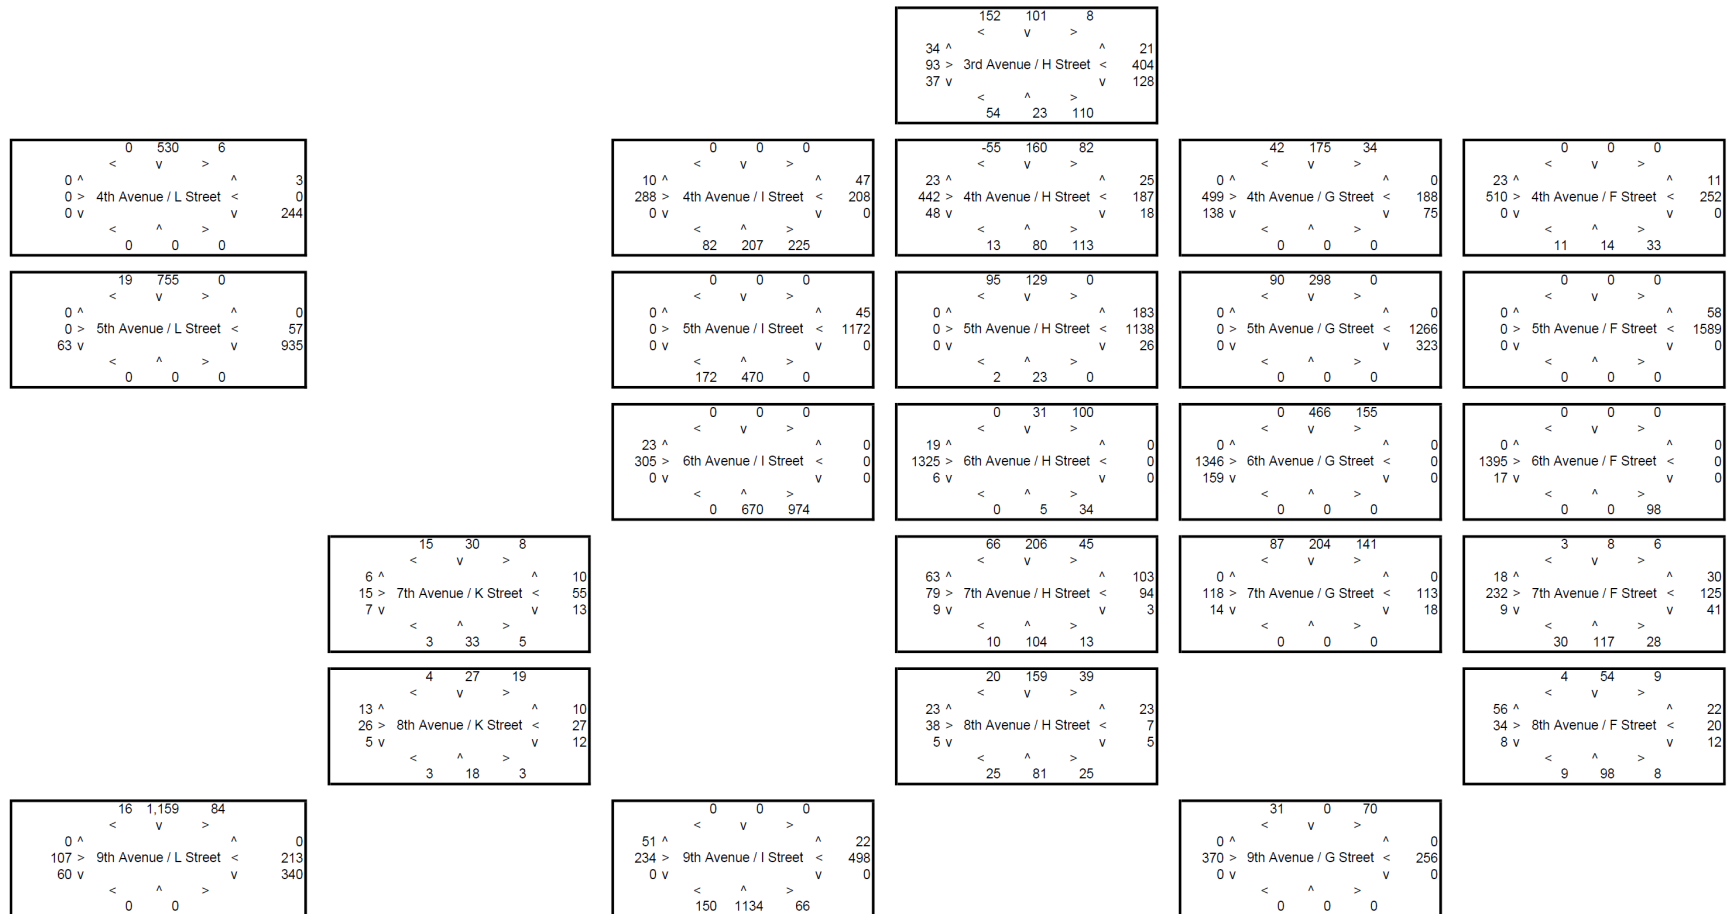 152 101 8
< v >
34 ^ ^ 21
93 > 3rd Avenue / H Street < 404
37 v v 128
< ^ >
54 23 110
0 530 6
< v >
0 ^ ^ 3
0 > 4th Avenue / L Street < 0
0 v v 244
< ^ >
0 0 0
0 0 0
< v >
10 ^ ^ 47
288 > 4th Avenue / I Street < 208
0 v v 0
< ^ >
82 207 225
-55 160 82
< v >
23 ^ ^ 25
442 > 4th Avenue / H Street < 187
48 v v 18
< ^ >
13 80 113
42 175 34
< v >
0 ^ ^ 0
499 > 4th Avenue / G Street < 188
138 v v 75
< ^ >
0 0 0
0 0 0
< v >
23 ^ ^ 11
510 > 4th Avenue / F Street < 252
0 v v 0
< ^ >
11 14 33
19 755 0
< v >
0 ^ ^ 0
0 > 5th Avenue / L Street < 57
63 v v 935
< ^ >
0 0 0
0 0 0
< v >
0 ^ ^ 45
0 > 5th Avenue / I Street < 1172
0 v v 0
< ^ >
172 470 0
95 129 0
< v >
0 ^ ^ 183
0 > 5th Avenue / H Street < 1138
0 v v 26
< ^ >
2 23 0
90 298 0
< v >
0 ^ ^ 0
0 > 5th Avenue / G Street < 1266
0 v v 323
< ^ >
0 0 0
0 0 0
< v >
0 ^ ^ 58
0 > 5th Avenue / F Street < 1589
0 v v 0
< ^ >
0 0 0
0 0 0
< v >
23 ^ ^ 0
305 > 6th Avenue / I Street < 0
0 v v 0
< ^ >
0 670 974
0 31 100
< v >
19 ^ ^ 0
1325 > 6th Avenue / H Street < 0
6 v v 0
< ^ >
0 5 34
0 466 155
< v >
0 ^ ^ 0
1346 > 6th Avenue / G Street < 0
159 v v 0
< ^ >
0 0 0
0 0 0
< v >
0 ^ ^ 0
1395 > 6th Avenue / F Street < 0
17 v v 0
< ^ >
0 0 98
15 30 8
< v >
6 ^ ^ 10
15 > 7th Avenue / K Street < 55
7 v v 13
< ^ >
3 33 5
66 206 45
< v >
63 ^ ^ 103
79 > 7th Avenue / H Street < 94
9 v v 3
< ^ >
10 104 13
87 204 141
< v >
0 ^ ^ 0
118 > 7th Avenue / G Street < 113
14 v v 18
< ^ >
0 0 0
3 8 6
< v >
18 ^ ^ 30
232 > 7th Avenue / F Street < 125
9 v v 41
< ^ >
30 117 28
4 27 19
< v >
13 ^ ^ 10
26 > 8th Avenue / K Street < 27
5 v v 12
< ^ >
3 18 3
20 159 39
< v >
23 ^ ^ 23
38 > 8th Avenue / H Street < 7
5 v v 5
< ^ >
25 81 25
4 54 9
< v >
56 ^ ^ 22
34 > 8th Avenue / F Street < 20
8 v v 12
< ^ >
9 98 8
16 1,159 84
< v >
0 ^ ^ 0
107 > 9th Avenue / L Street < 213
60 v v 340
< ^ >
0 0
0 0 0
< v >
51 ^ ^ 22
234 > 9th Avenue / I Street < 498
0 v v 0
< ^ >
150 1134 66
31 0 70
< v >
0 ^ ^ 0
370 > 9th Avenue / G Street < 256
0 v v 0
< ^ >
0 0 0